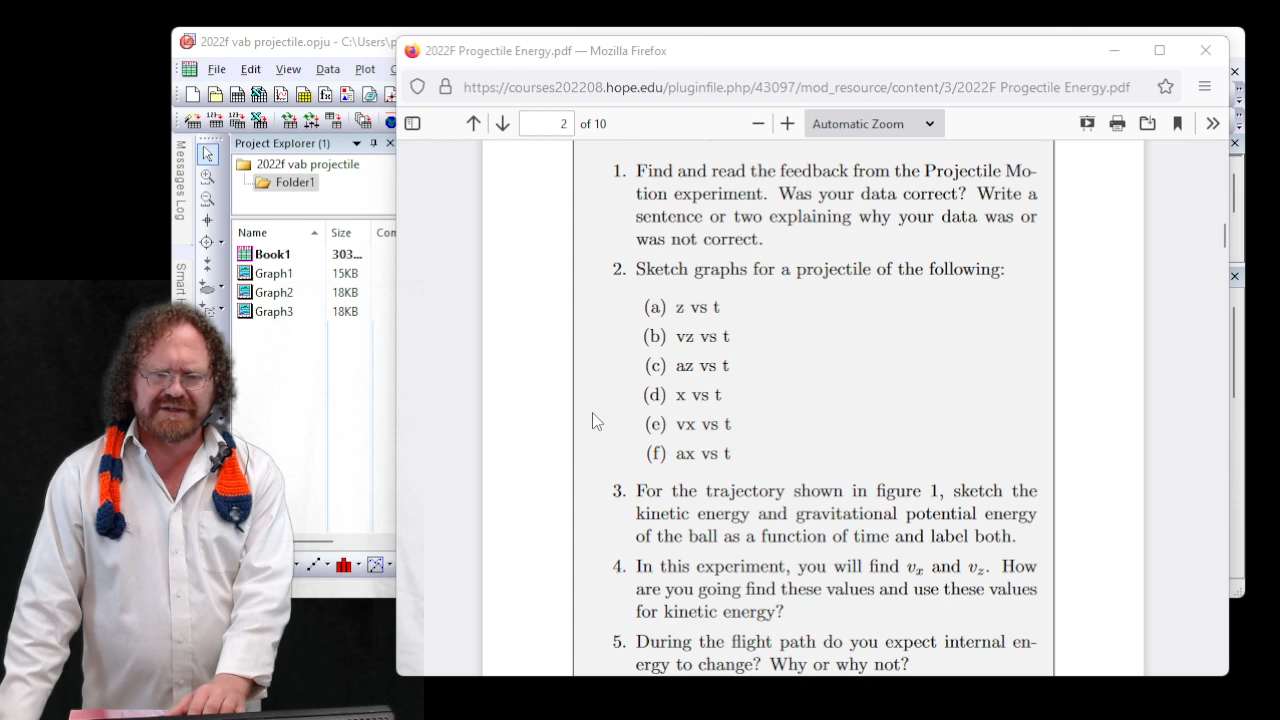 2022f vab projectile.opju - C:\Users\p
File Edit View Data Plot
Project Explorer (1)
2022f vab projectile
Folder1
Messages Log
Smart H
Name Size Con
Book1 303...
Graph1 15KB
Graph2 18KB
Graph3 18KB
2022F Progectile Energy.pdf — Mozilla Firefox
https://courses202208.hope.edu/pluginfile.php/43097/mod_resource/content/3/2022F Progectile Energy.pdf
2 of 10
Automatic Zoom
1. Find and read the feedback from the Projectile Mo-
tion experiment. Was your data correct? Write a
sentence or two explaining why your data was or
was not correct.
2. Sketch graphs for a projectile of the following:
(a) z vs t
(b) vz vs t
(c) az vs t
(d) x vs t
(e) vx vs t
(f) ax vs t
3. For the trajectory shown in figure 1, sketch the
kinetic energy and gravitational potential energy
of the ball as a function of time and label both.
4. In this experiment, you will find vx and vz. How
are you going find these values and use these values
for kinetic energy?
5. During the flight path do you expect internal en-
ergy to change? Why or why not?